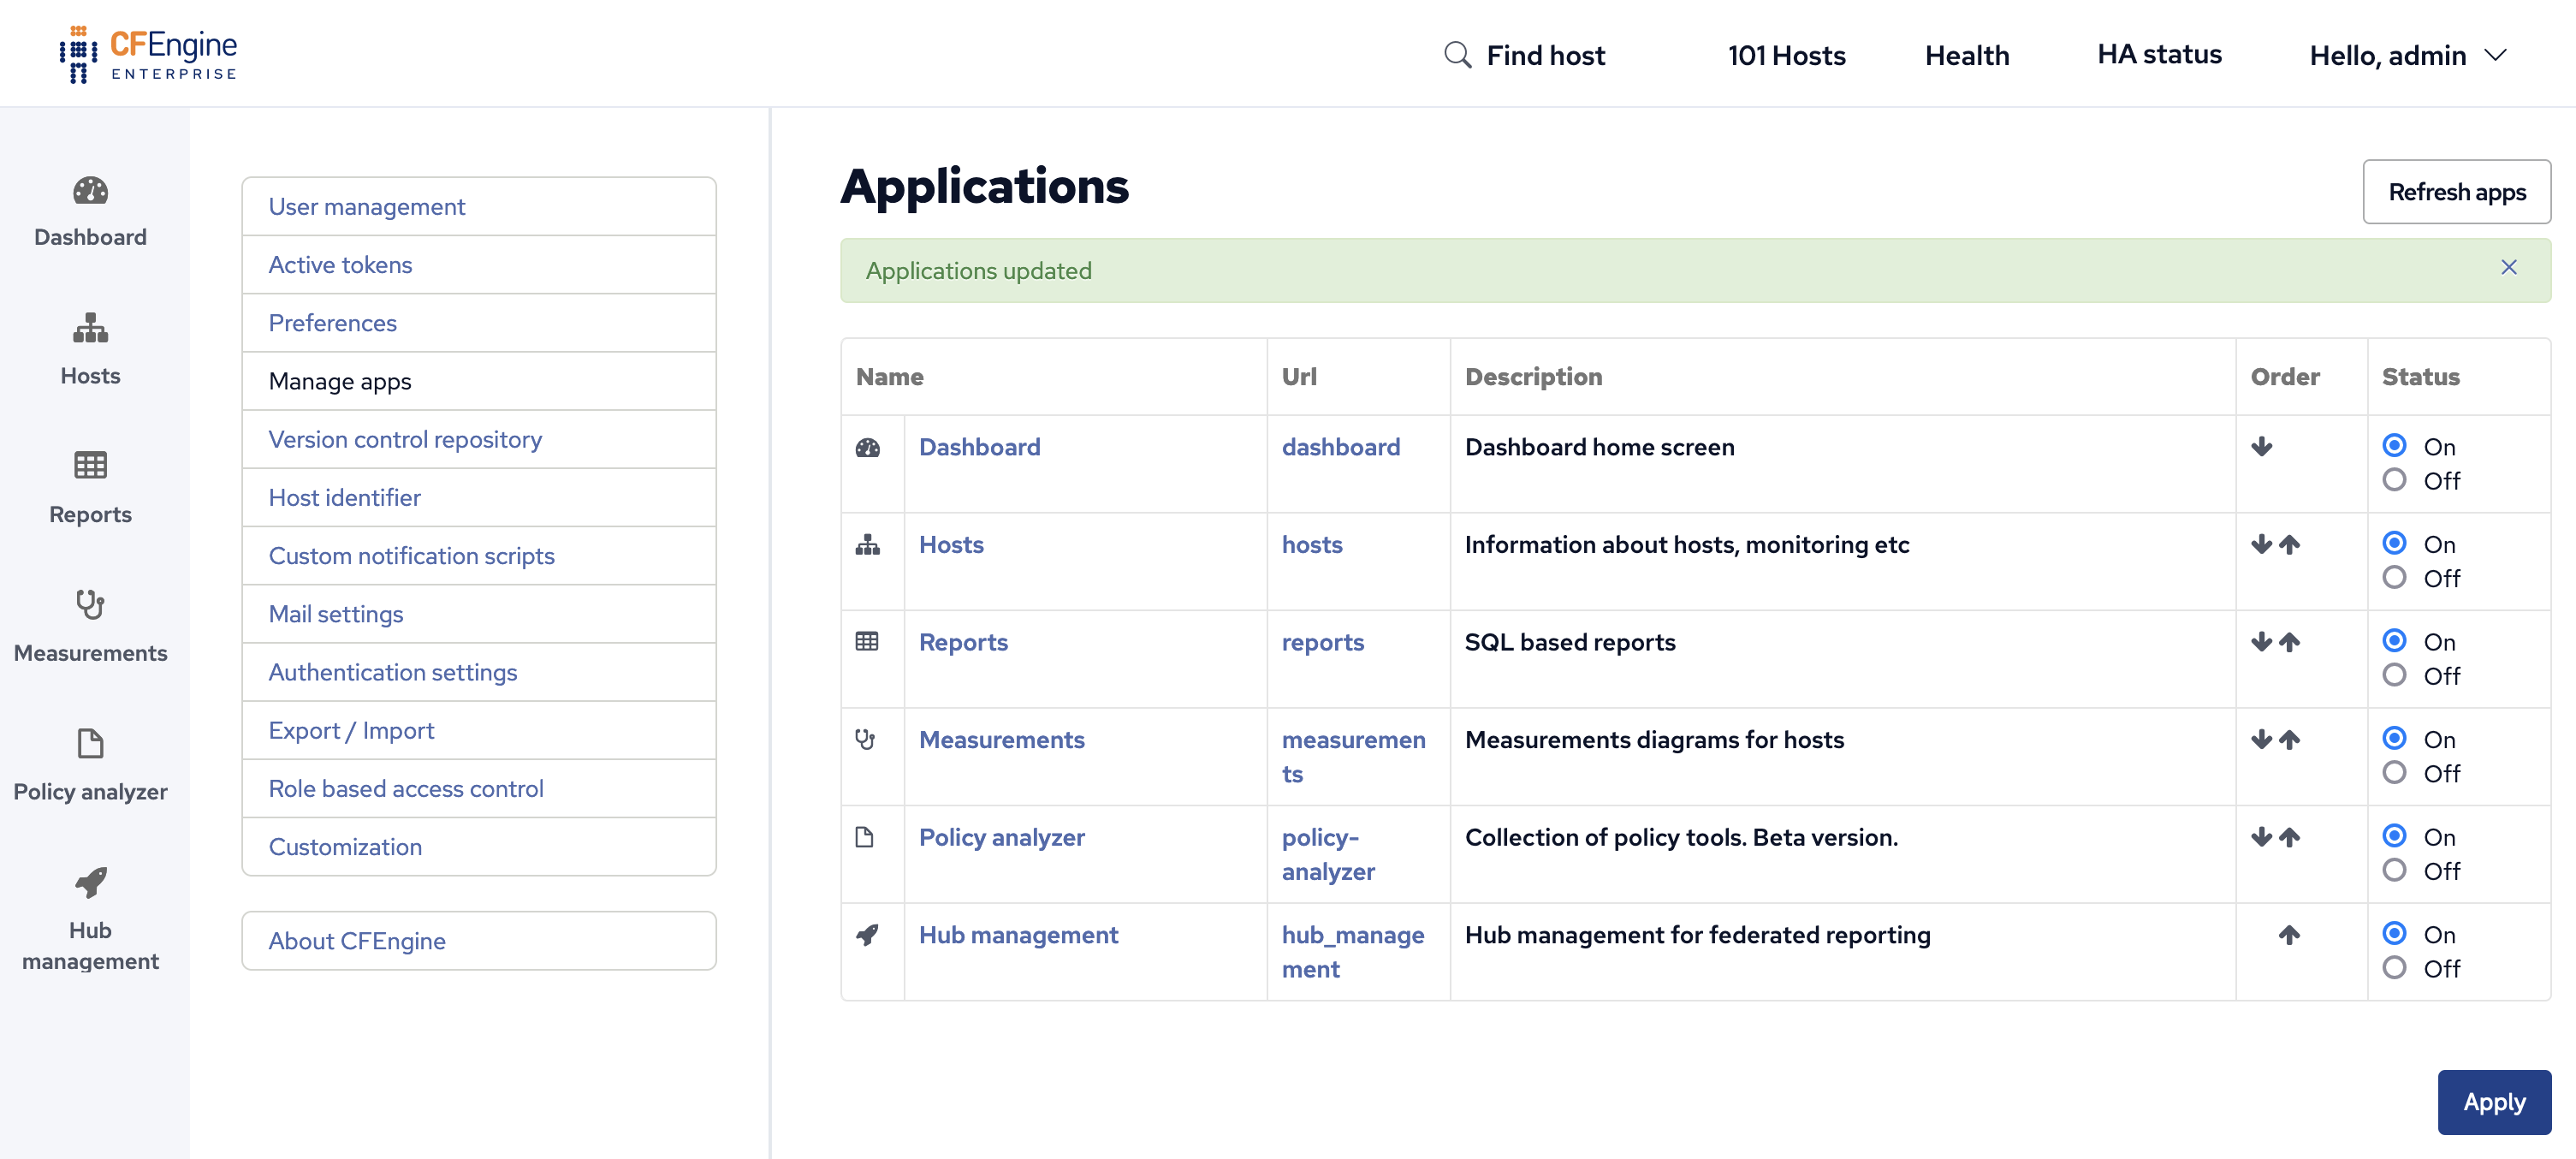 CFEngine
ENTERPRISE
Find host
101 Hosts
Health
HA status
Hello, admin
Dashboard
Hosts
Reports
Measurements
Policy analyzer
Hub
management
User management
Active tokens
Preferences
Manage apps
Version control repository
Host identifier
Custom notification scripts
Mail settings
Authentication settings
Export / Import
Role based access control
Customization
About CFEngine
Applications
Refresh apps
Applications updated
Name Url Description Order Status
Dashboard dashboard Dashboard home screen On
Off
Hosts hosts Information about hosts, monitoring etc On
Off
Reports reports SQL based reports On
Off
Measurements measuremen Measurements diagrams for hosts On
ts Off
Policy analyzer policy- Collection of policy tools. Beta version. On
analyzer Off
Hub management hub_manage Hub management for federated reporting On
ment Off
Apply